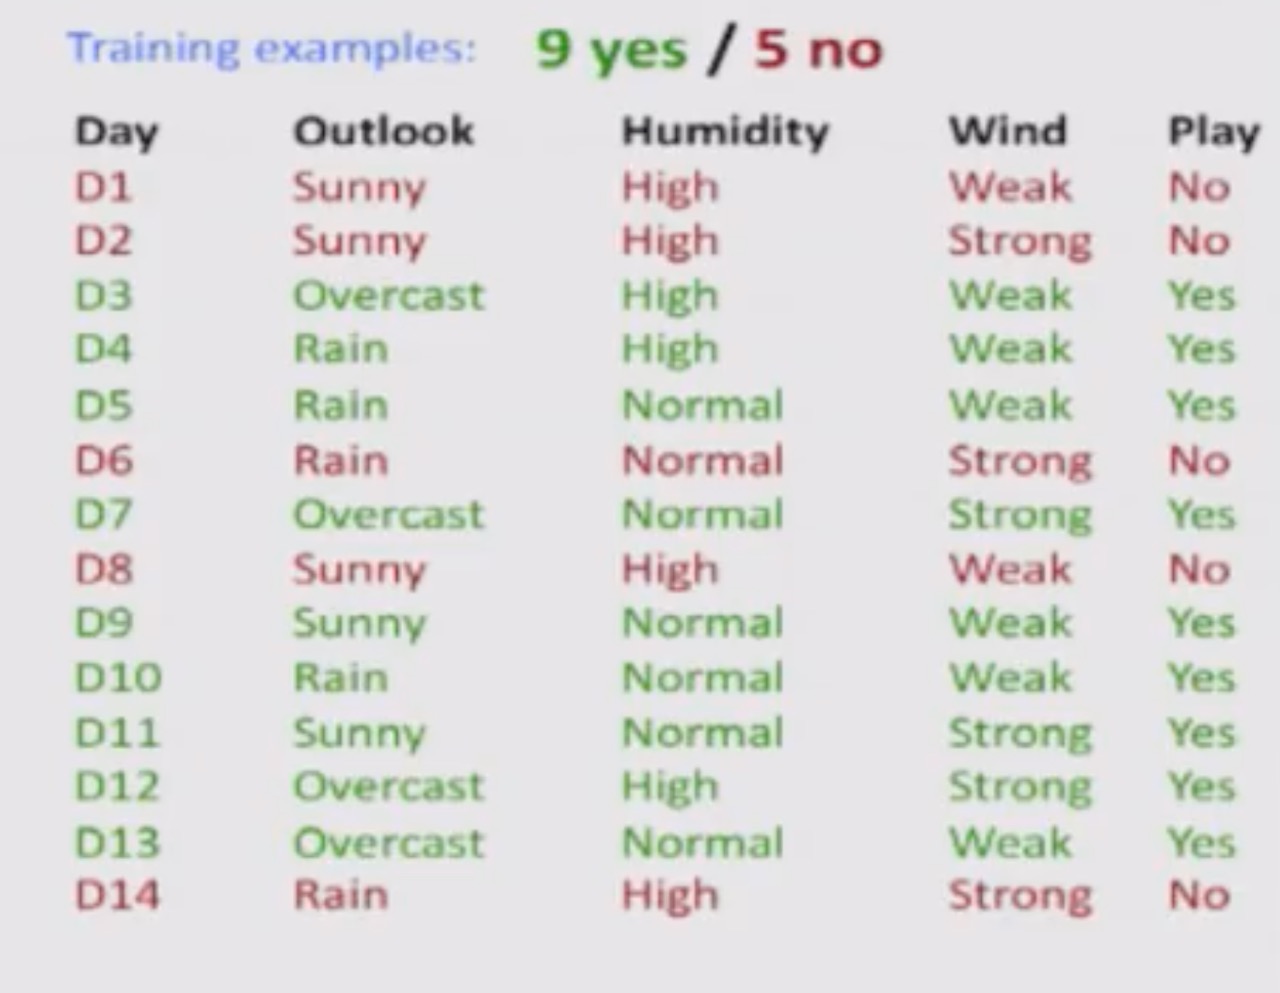 Training examples: 9 yes / 5 no
Day Outlook Humidity Wind Play
D1 Sunny High Weak No
D2 Sunny High Strong No
D3 Overcast High Weak Yes
D4 Rain High Weak Yes
D5 Rain Normal Weak Yes
D6 Rain Normal Strong No
D7 Overcast Normal Strong Yes
D8 Sunny High Weak No
D9 Sunny Normal Weak Yes
D10 Rain Normal Weak Yes
D11 Sunny Normal Strong Yes
D12 Overcast High Strong Yes
D13 Overcast Normal Weak Yes
D14 Rain High Strong No